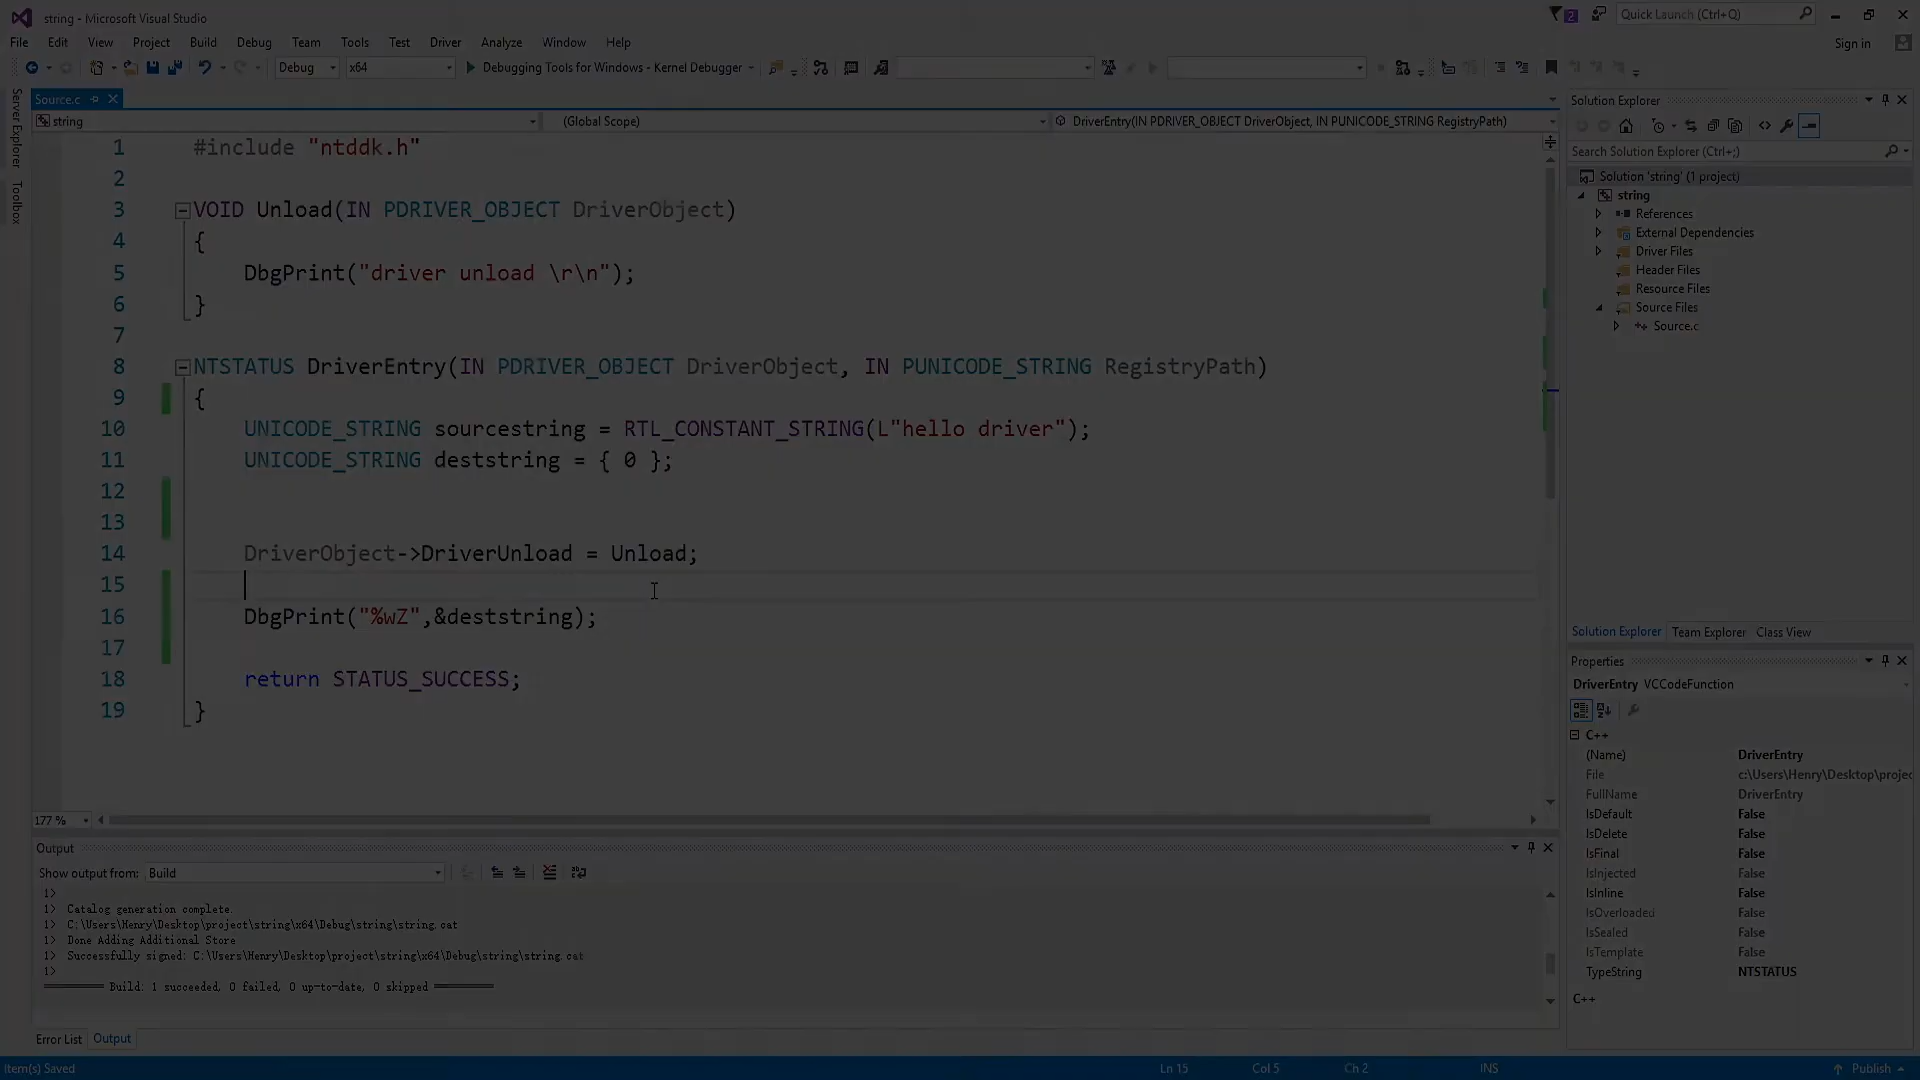 string - Microsoft Visual Studio
2
Quick Launch (Ctrl+Q)
File Edit View Project Build Debug Team Tools Test Driver Analyze Window Help
Sign in
Debug x64 Debugging Tools for Windows - Kernel Debugger
Server Explorer
Toolbox
Source.c
string (Global Scope) DriverEntry(IN PDRIVER_OBJECT DriverObject, IN PUNICODE_STRING RegistryPath)
1 #include "ntddk.h"
2
3 VOID Unload(IN PDRIVER_OBJECT DriverObject)
4 {
5 DbgPrint("driver unload \r\n");
6 }
7
8 NTSTATUS DriverEntry(IN PDRIVER_OBJECT DriverObject, IN PUNICODE_STRING RegistryPath)
9 {
10 UNICODE_STRING sourcestring = RTL_CONSTANT_STRING(L"hello driver");
11 UNICODE_STRING deststring = { 0 };
12
13
14 DriverObject->DriverUnload = Unload;
15
16 DbgPrint("%wZ",&deststring);
17
18 return STATUS_SUCCESS;
19 }
177 %
Output
Show output from: Build
1>
1> Catalog generation complete.
1> C:\Users\Henry\Desktop\project\string\x64\Debug\string\string.cat
1> Done Adding Additional Store
1> Successfully signed: C:\Users\Henry\Desktop\project\string\x64\Debug\string\string.cat
1>
========== Build: 1 succeeded, 0 failed, 0 up-to-date, 0 skipped ==========
Error List Output
Solution Explorer
Search Solution Explorer (Ctrl+;)
Solution 'string' (1 project)
string
References
External Dependencies
Driver Files
Header Files
Resource Files
Source Files
Source.c
Solution Explorer Team Explorer Class View
Properties
DriverEntry VCCodeFunction
C++
(Name) DriverEntry
File c:\Users\Henry\Desktop\projec
FullName DriverEntry
IsDefault False
IsDelete False
IsFinal False
IsInjected False
IsInline False
IsOverloaded False
IsSealed False
IsTemplate False
TypeString NTSTATUS
C++
Item(s) Saved Ln 15 Col 5 Ch 2 INS Publish